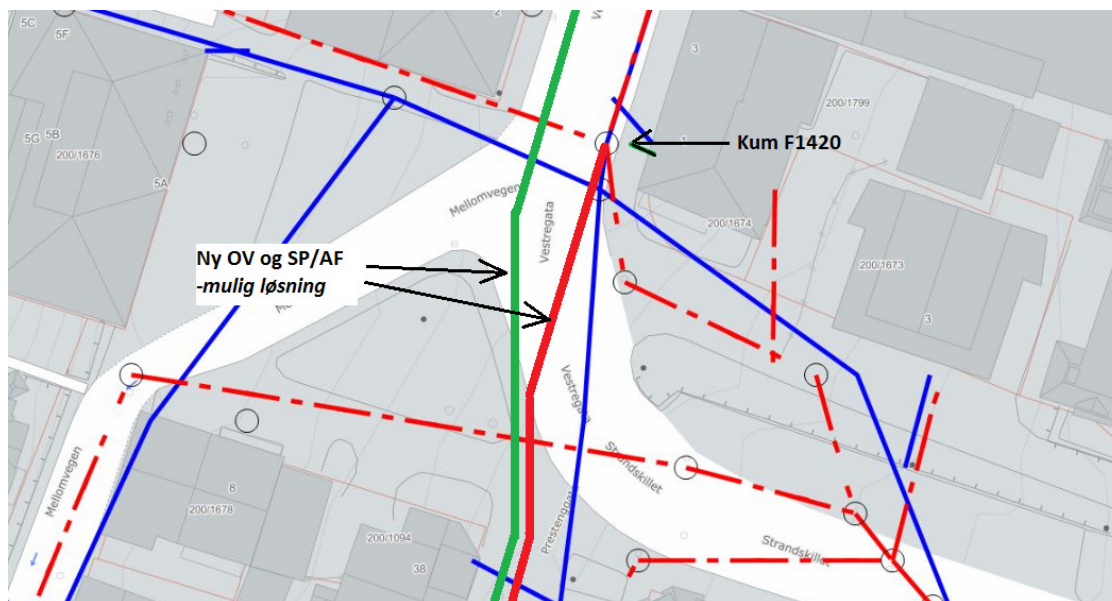 5C
5F
2
3
5G
5B
200/1676
5A
200/1799
1
Kum F1420
Mellomvegen
Vestregata
200/1674
Ny OV og SP/AF
-mulig løsning
200/1673
3
Vestregata
Strandskillet
Mellomvegen
8
200/1678
Prestenggata
200/1094
38
Strandskillet